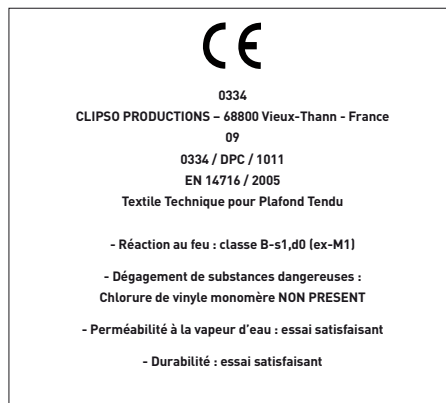 CE
0334
CLIPSO PRODUCTIONS – 68800 Vieux-Thann - France
09
0334 / DPC / 1011
EN 14716 / 2005
Textile Technique pour Plafond Tendu
- Réaction au feu : classe B-s1,d0 (ex-M1)
- Dégagement de substances dangereuses :
Chlorure de vinyle monomère NON PRESENT
- Perméabilité à la vapeur d’eau : essai satisfaisant
- Durabilité : essai satisfaisant